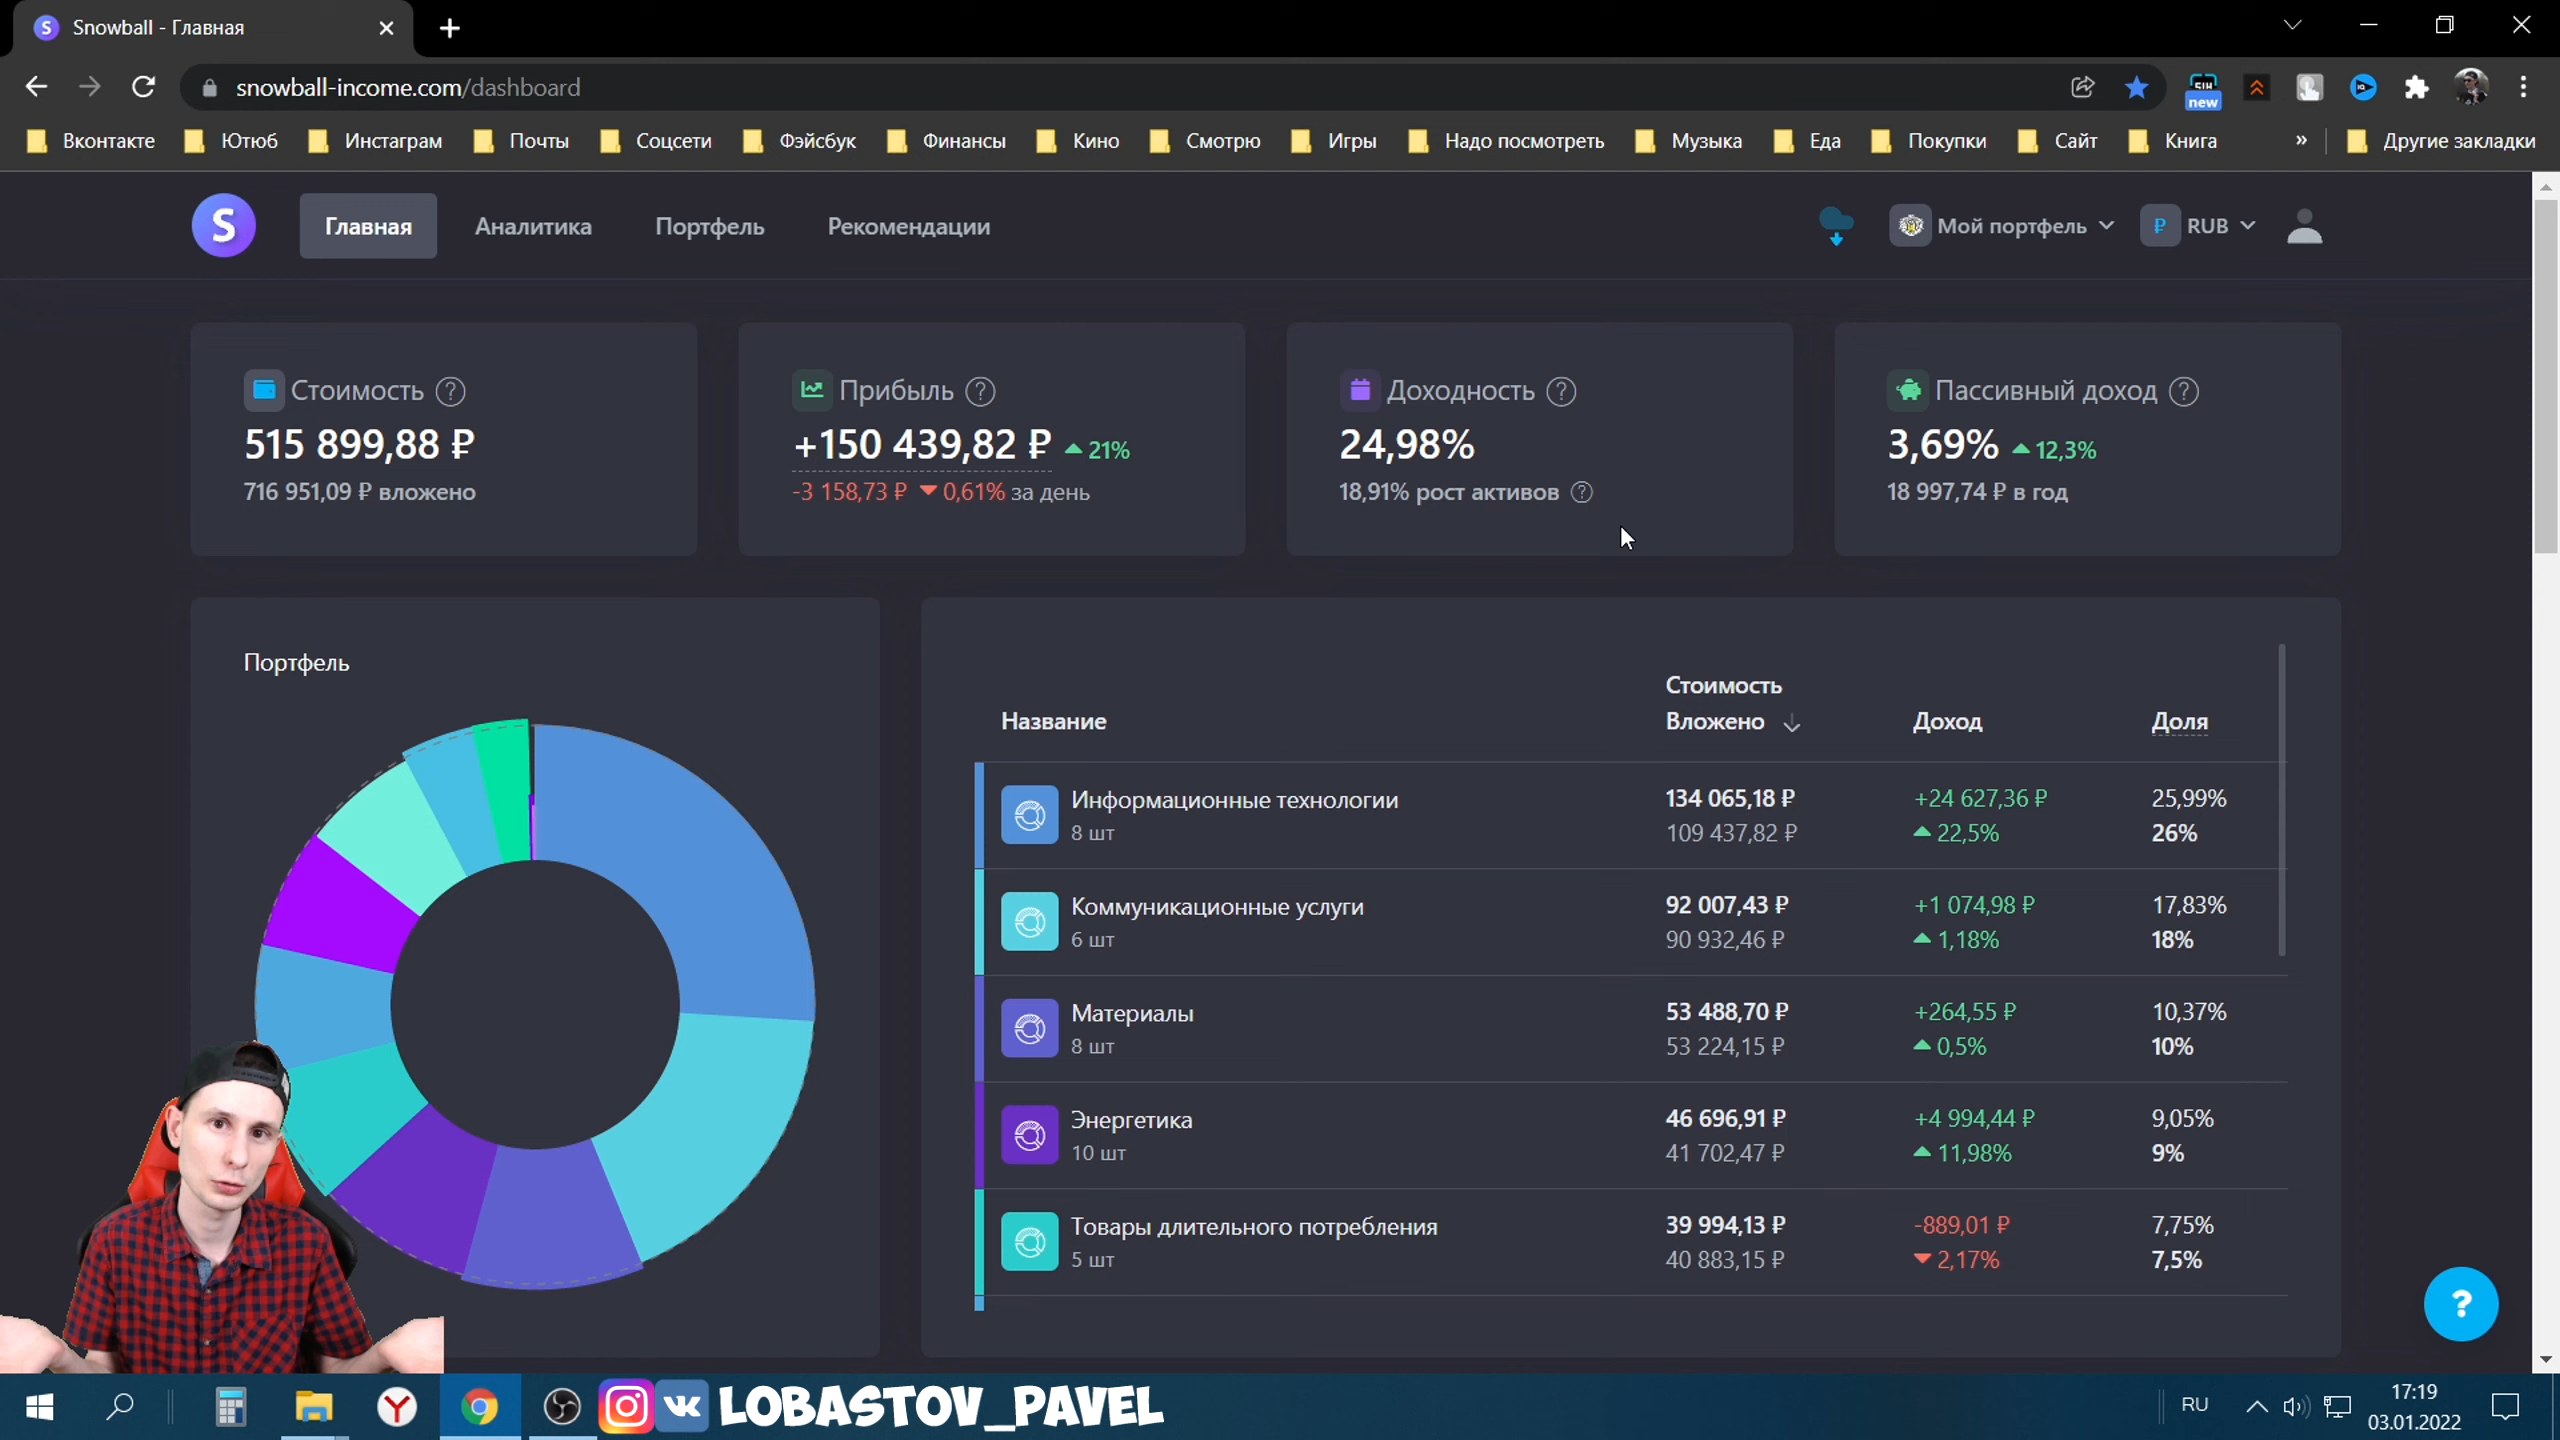 Snowball - Главная
snowball-income.com/dashboard
new
Вконтакте Ютюб Инстаграм Почты Соцсети Фэйсбук Финансы Кино Смотрю Игры Надо посмотреть Музыка Еда Покупки Сайт Книга » Другие закладки
S Главная Аналитика Портфель Рекомендации Мой портфель ₽ RUB
Стоимость ?
515 899,88 ₽
716 951,09 ₽ вложено
Прибыль ?
+150 439,82 ₽ 21%
-3 158,73 ₽ 0,61% за день
Доходность ?
24,98%
18,91% рост активов ?
Пассивный доход ?
3,69% 12,3%
18 997,74 ₽ в год
Портфель
Стоимость
Название Вложено Доход Доля
Информационные технологии 134 065,18 ₽ +24 627,36 ₽ 25,99%
8 шт 109 437,82 ₽ 22,5% 26%
Коммуникационные услуги 92 007,43 ₽ +1 074,98 ₽ 17,83%
6 шт 90 932,46 ₽ 1,18% 18%
Материалы 53 488,70 ₽ +264,55 ₽ 10,37%
8 шт 53 224,15 ₽ 0,5% 10%
Энергетика 46 696,91 ₽ +4 994,44 ₽ 9,05%
10 шт 41 702,47 ₽ 11,98% 9%
Товары длительного потребления 39 994,13 ₽ -889,01 ₽ 7,75%
5 шт 40 883,15 ₽ 2,17% 7,5%
?
LOBASTOV_PAVEL
RU
17:19
03.01.2022